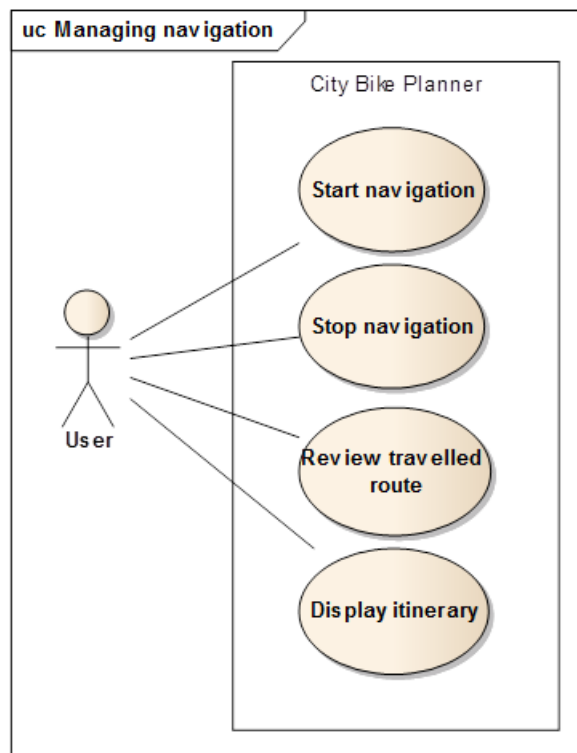 uc Managing navigation
City Bike Planner
Start navigation
Stop navigation
User
Review travelled
route
Display itinerary